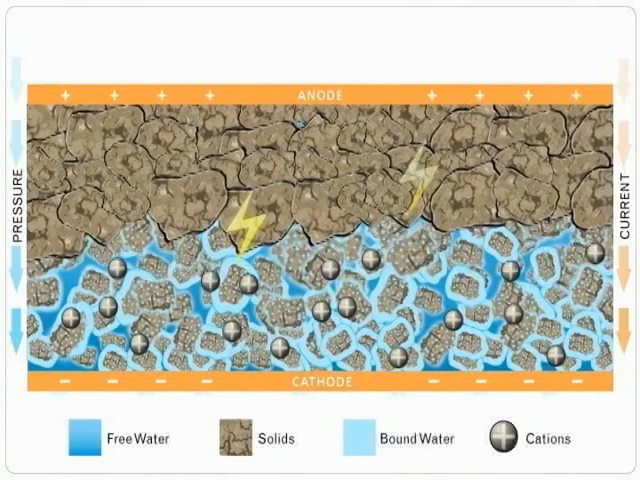 + + + + ANODE + + + +
PRESSURE
CURRENT
- - - - CATHODE - - - -
Free Water
Solids
Bound Water
Cations